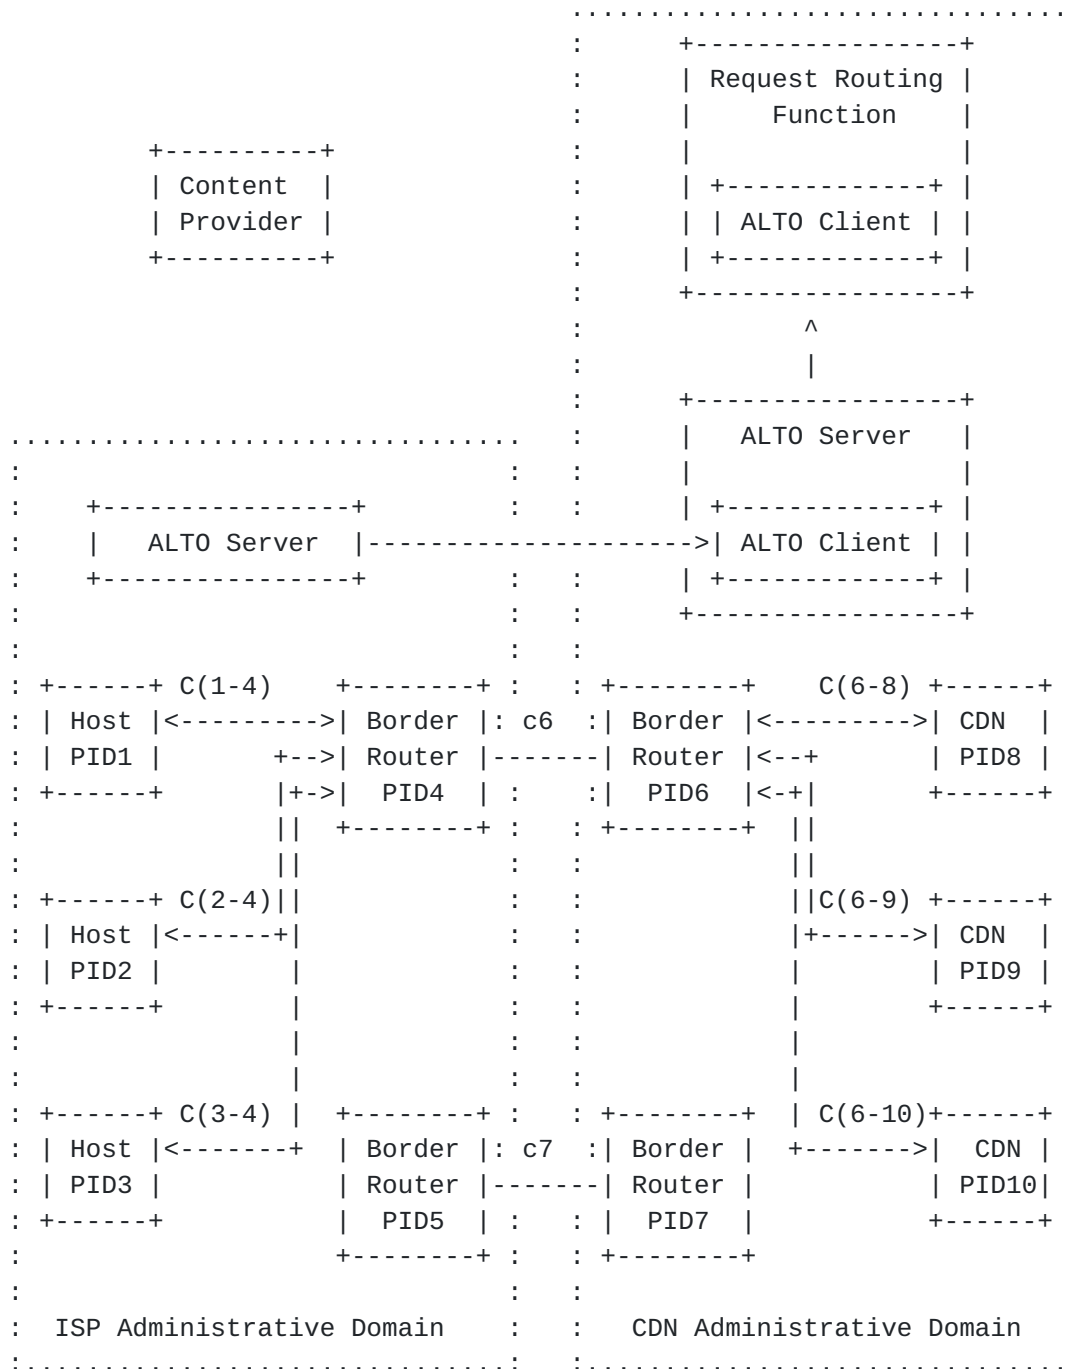 Request Routing
Function
Content
Provider
ALTO Client
ALTO Server
ALTO Server
ALTO Client
C(1-4) C(6-8)
Host Border c6 Border CDN
PID1 Router Router PID8
PID4 PID6
C(2-4) C(6-9)
Host CDN
PID2 PID9
C(3-4) C(6-10)
Host Border c7 Border CDN
PID3 Router Router PID10
PID5 PID7
ISP Administrative Domain CDN Administrative Domain